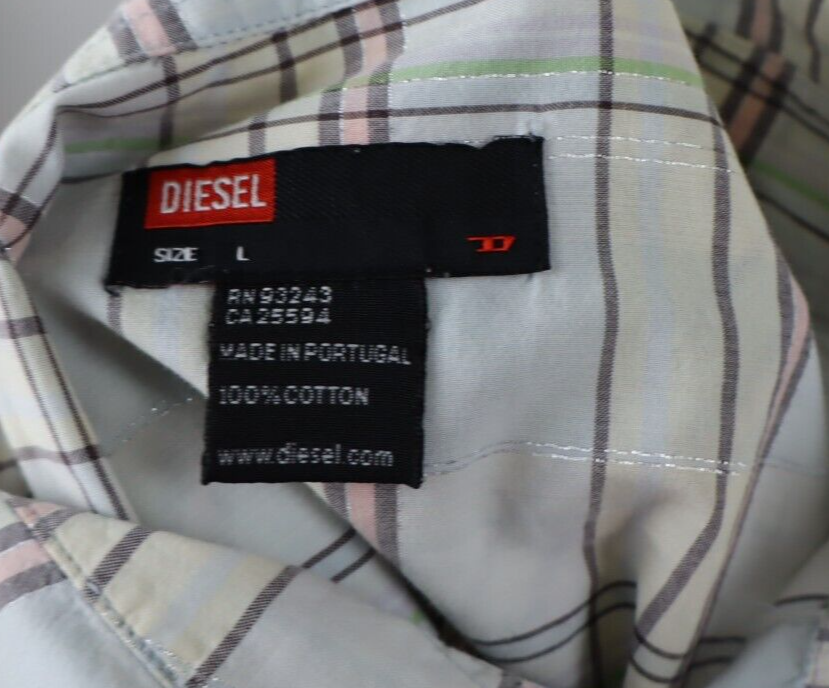 DIESEL
SIZE L
RN 93243
CA 25594
MADE IN PORTUGAL
100% COTTON
www.diesel.com